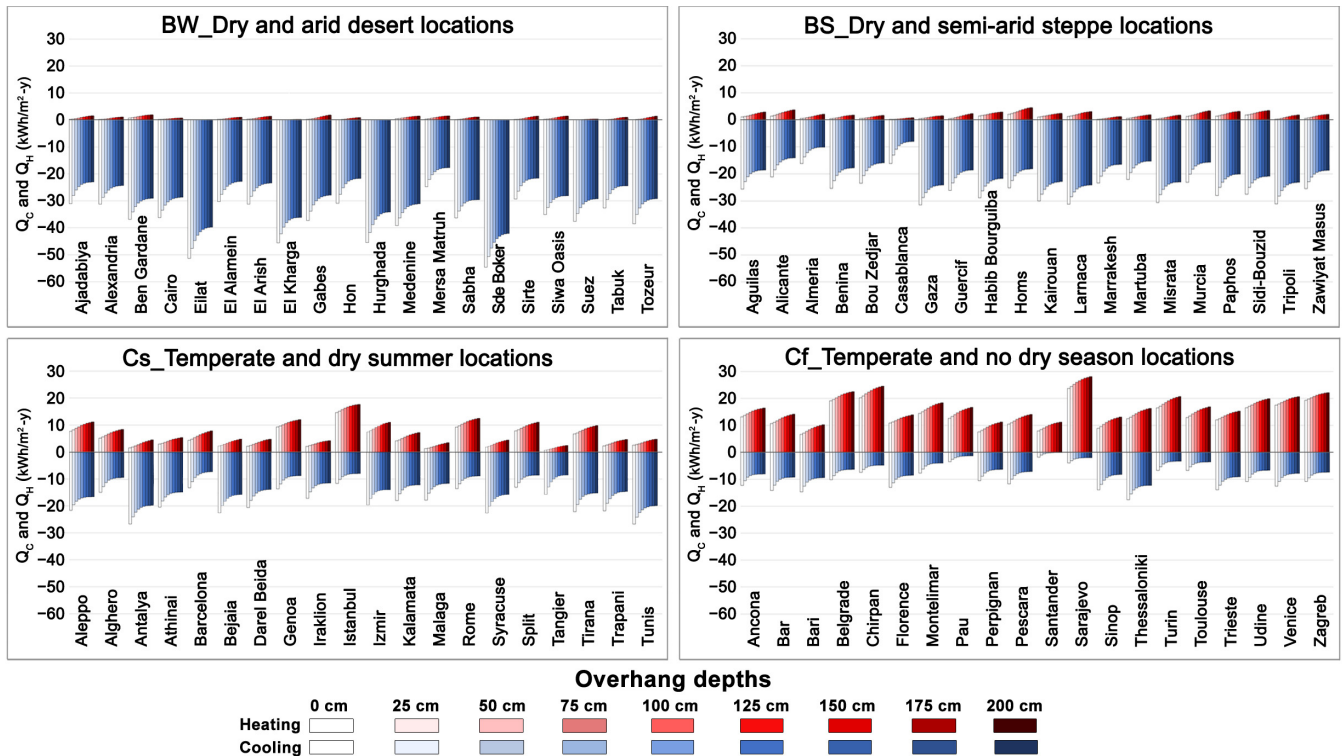 BW_Dry and arid desert locations
Q_C and Q_H (kWh/m²-y)
30
20
10
0
−10
−20
−30
−40
−50
−60
Ajadabiya
Alexandria
Ben Gardane
Cairo
Eilat
El Alamein
El Arish
El Kharga
Gabes
Hon
Hurghada
Medenine
Mersa Matruh
Sabha
Sde Boker
Sirte
Siwa Oasis
Suez
Tabuk
Tozeur
BS_Dry and semi-arid steppe locations
Q_C and Q_H (kWh/m²-y)
30
20
10
0
−10
−20
−30
−40
−50
−60
Aguilas
Alicante
Almeria
Benina
Bou Zedjar
Casablanca
Gaza
Guercif
Habib Bourguiba
Homs
Kairouan
Larnaca
Marrakesh
Martuba
Misrata
Murcia
Paphos
Sidi-Bouzid
Tripoli
Zawiyat Masus
Cs_Temperate and dry summer locations
Q_C and Q_H (kWh/m²-y)
30
20
10
0
−10
−20
−30
−40
−50
−60
Aleppo
Alghero
Antalya
Athinai
Barcelona
Bejaia
Darel Beida
Genoa
Iraklion
Istanbul
Izmir
Kalamata
Malaga
Rome
Syracuse
Split
Tangier
Tirana
Trapani
Tunis
Cf_Temperate and no dry season locations
Q_C and Q_H (kWh/m²-y)
30
20
10
0
−10
−20
−30
−40
−50
−60
Ancona
Bar
Bari
Belgrade
Chirpan
Florence
Montelimar
Pau
Perpignan
Pescara
Santander
Sarajevo
Sinop
Thessaloniki
Turin
Toulouse
Trieste
Udine
Venice
Zagreb
Overhang depths
0 cm 25 cm 50 cm 75 cm 100 cm 125 cm 150 cm 175 cm 200 cm
Heating
Cooling